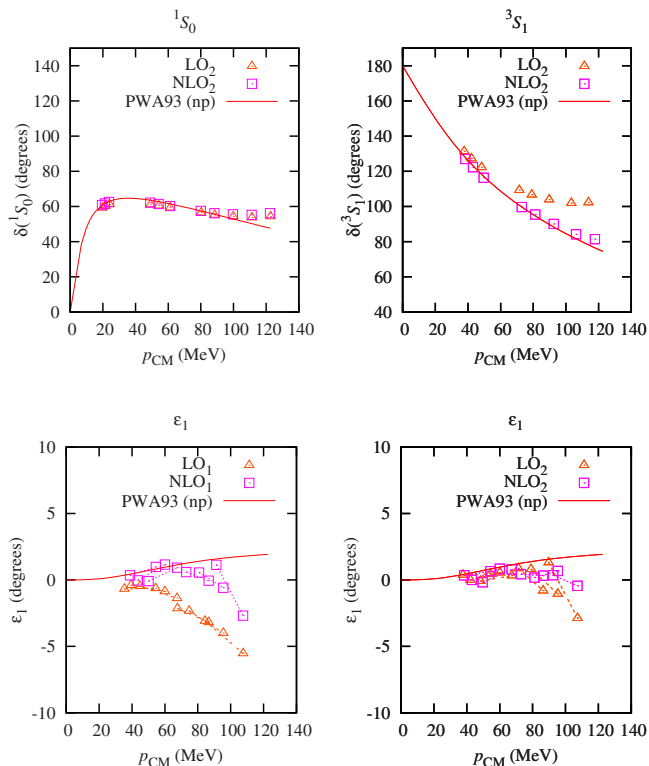 ¹S₀
δ(¹S₀) (degrees)
140
120
100
80
60
40
20
0
LO₂
NLO₂
PWA93 (np)
0 20 40 60 80 100 120 140
p_CM (MeV)
³S₁
δ(³S₁) (degrees)
180
160
140
120
100
80
60
40
LO₂
NLO₂
PWA93 (np)
0 20 40 60 80 100 120 140
p_CM (MeV)
ε₁
ε₁ (degrees)
10
5
0
-5
-10
LO₁
NLO₁
PWA93 (np)
0 20 40 60 80 100 120 140
p_CM (MeV)
ε₁
ε₁ (degrees)
10
5
0
-5
-10
LO₂
NLO₂
PWA93 (np)
0 20 40 60 80 100 120 140
p_CM (MeV)